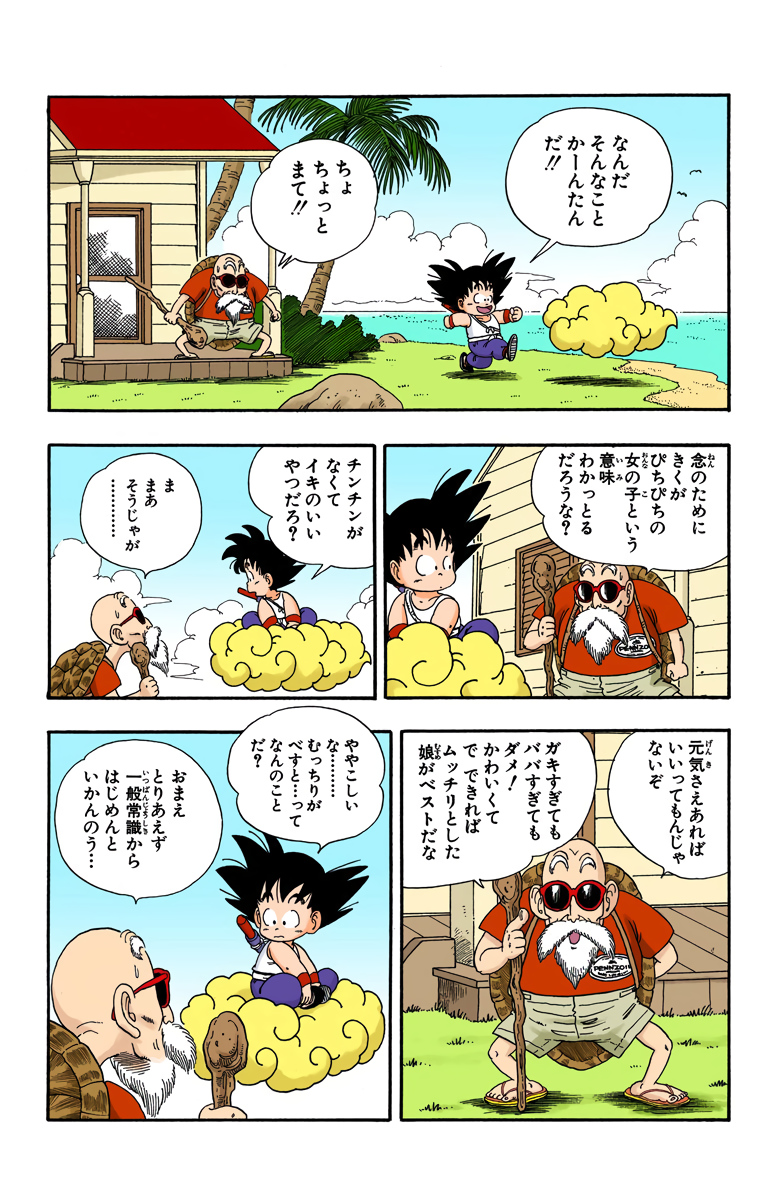 なんだ
そんなこと
かーんたん
だ!!
ちょ
ちょっと
まて!!
念のために
きくが
ぴちぴちの
女の子という
意味
わかっとる
だろうな?
PENNZO
チンチンが
なくて
イキのいい
やつだろ?
ま
まあ
そうじゃが
…………
元気さえあれば
いいってもんじゃ
ないぞ
ガキすぎても
ババすぎても
ダメ!
かわいくて
で できれば
ムッチリとした
娘がベストだな
PENNZOI
ややこしい
な………
むっちりが
べすと…って
なんのこと
だ?
おまえ
とりあえず
一般常識から
はじめんと
いかんのう…